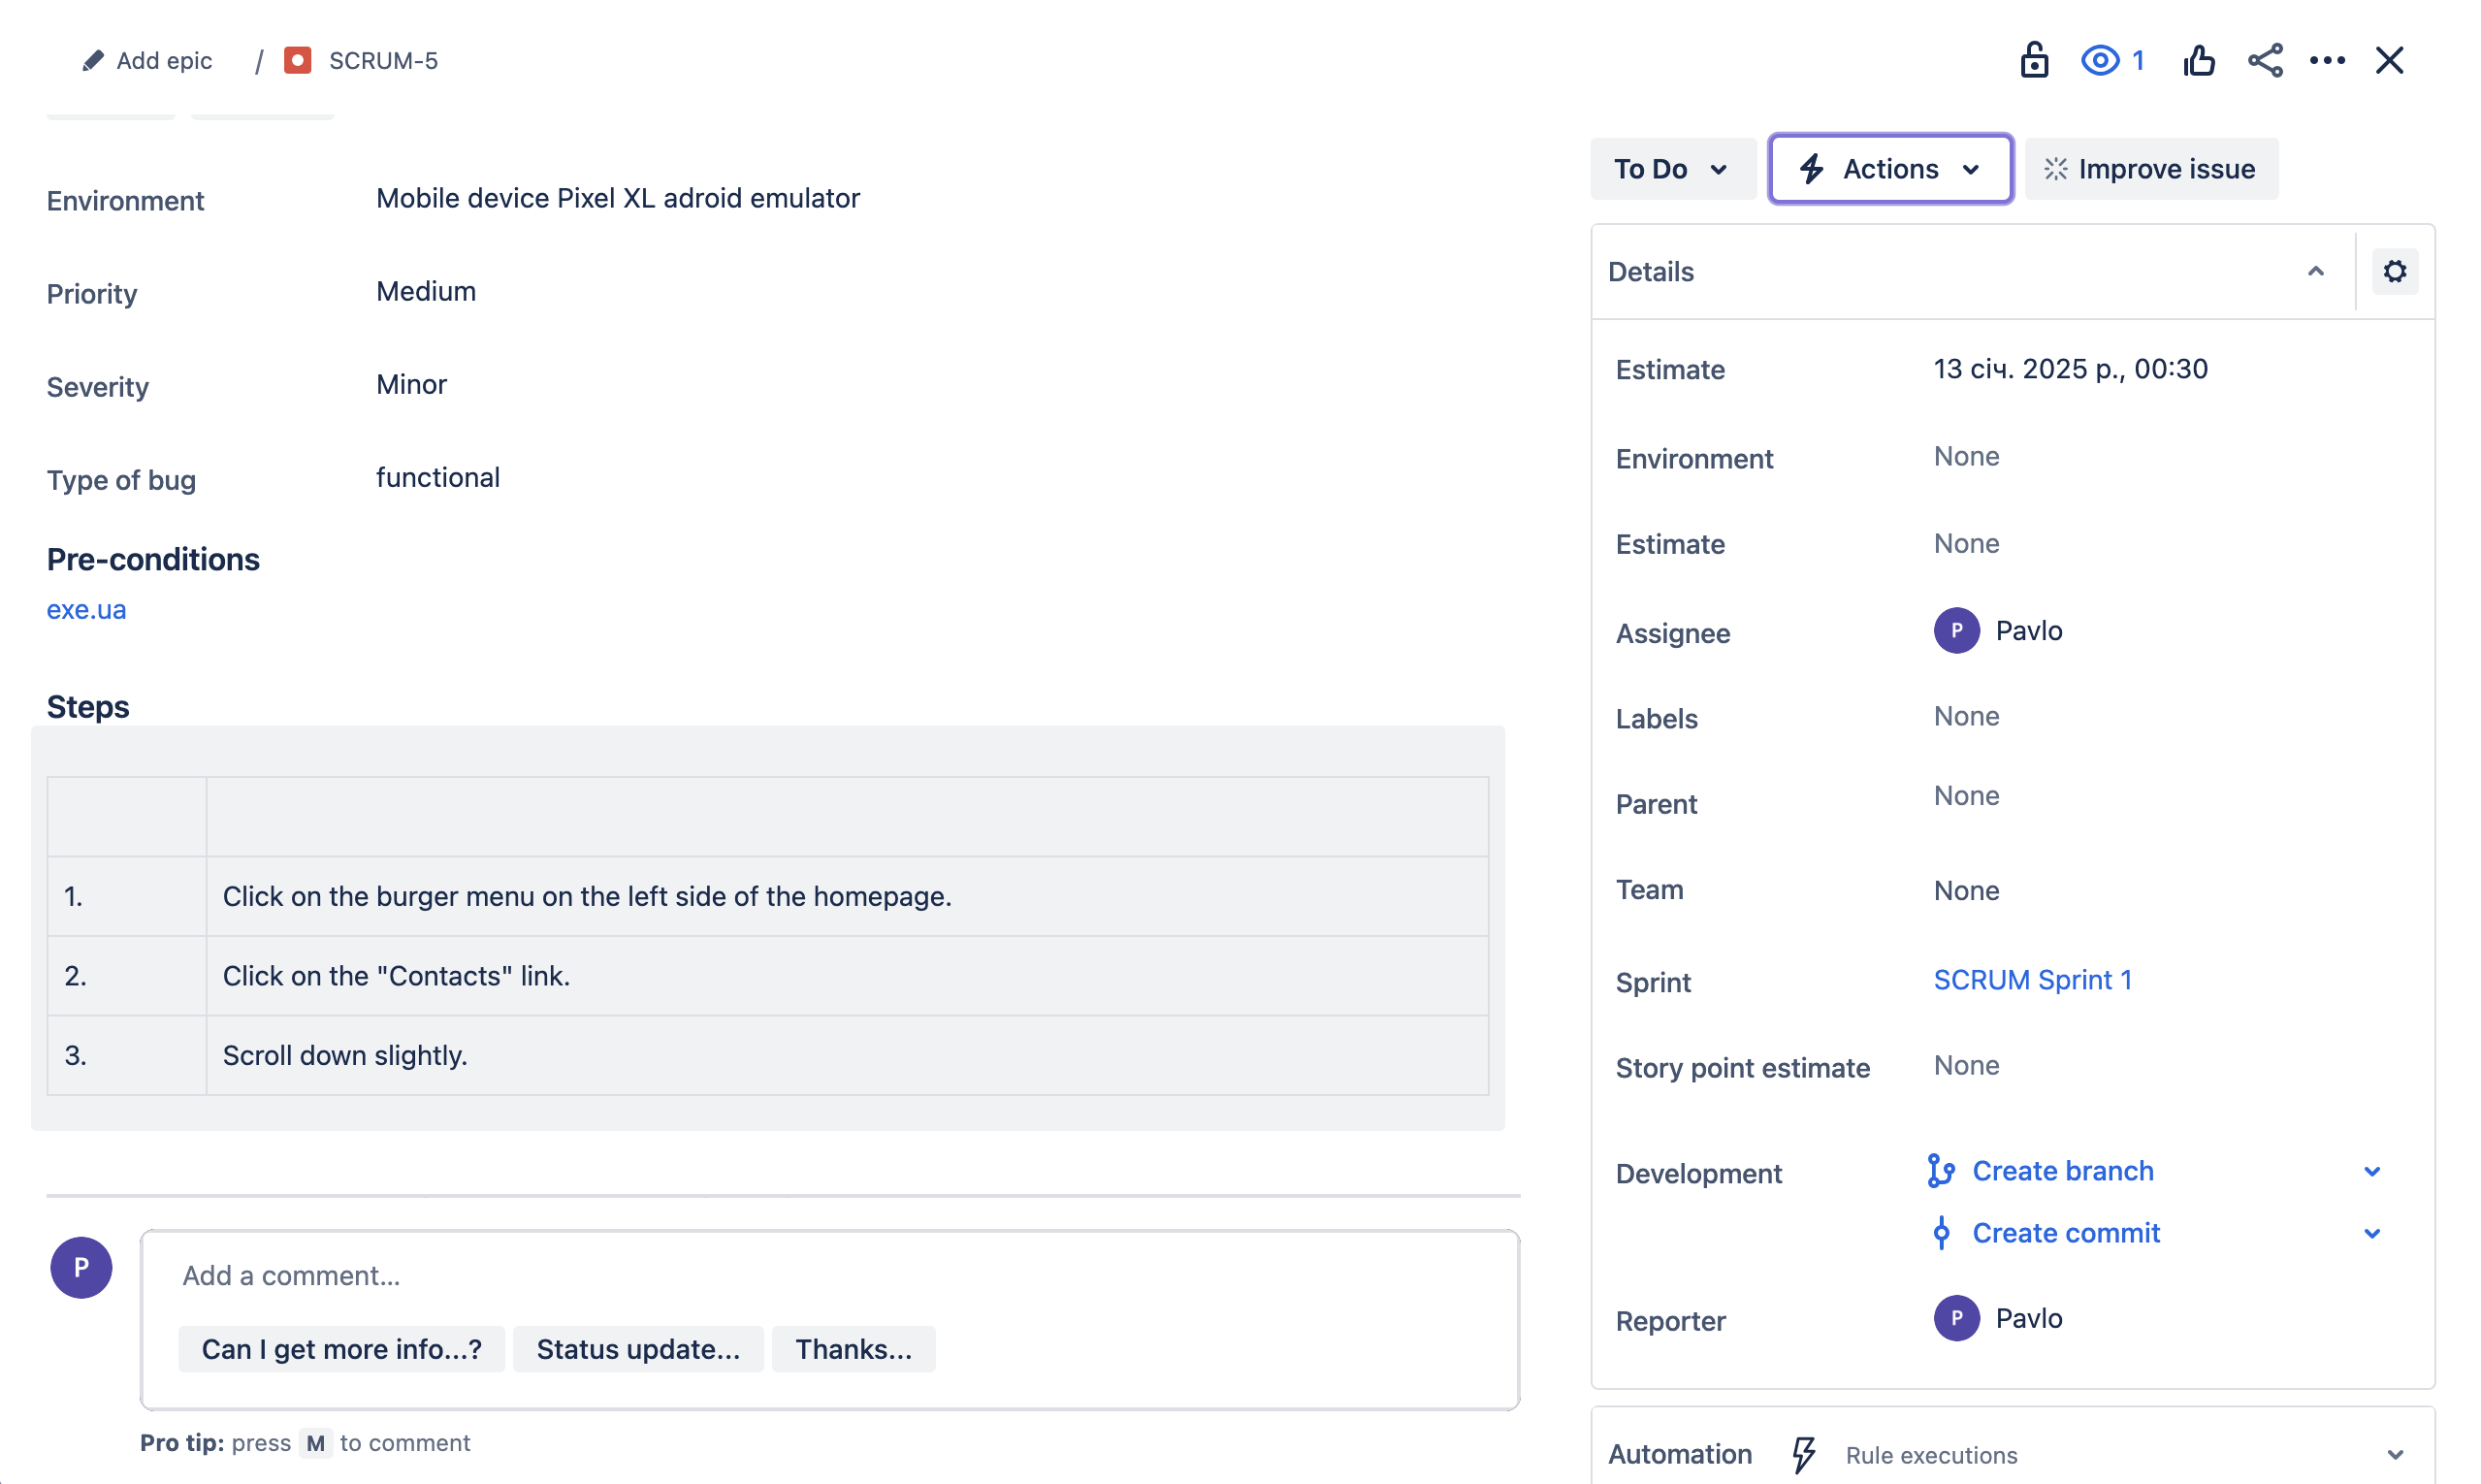 Add epic / SCRUM-5
1
Environment Mobile device Pixel XL adroid emulator
Priority Medium
Severity Minor
Type of bug functional
Pre-conditions
exe.ua
Steps
1. Click on the burger menu on the left side of the homepage.
2. Click on the "Contacts" link.
3. Scroll down slightly.
P
Add a comment...
Can I get more info...? Status update... Thanks...
Pro tip: press M to comment
To Do Actions Improve issue
Details
Estimate 13 січ. 2025 р., 00:30
Environment None
Estimate None
Assignee P Pavlo
Labels None
Parent None
Team None
Sprint SCRUM Sprint 1
Story point estimate None
Development Create branch
Create commit
Reporter P Pavlo
Automation Rule executions